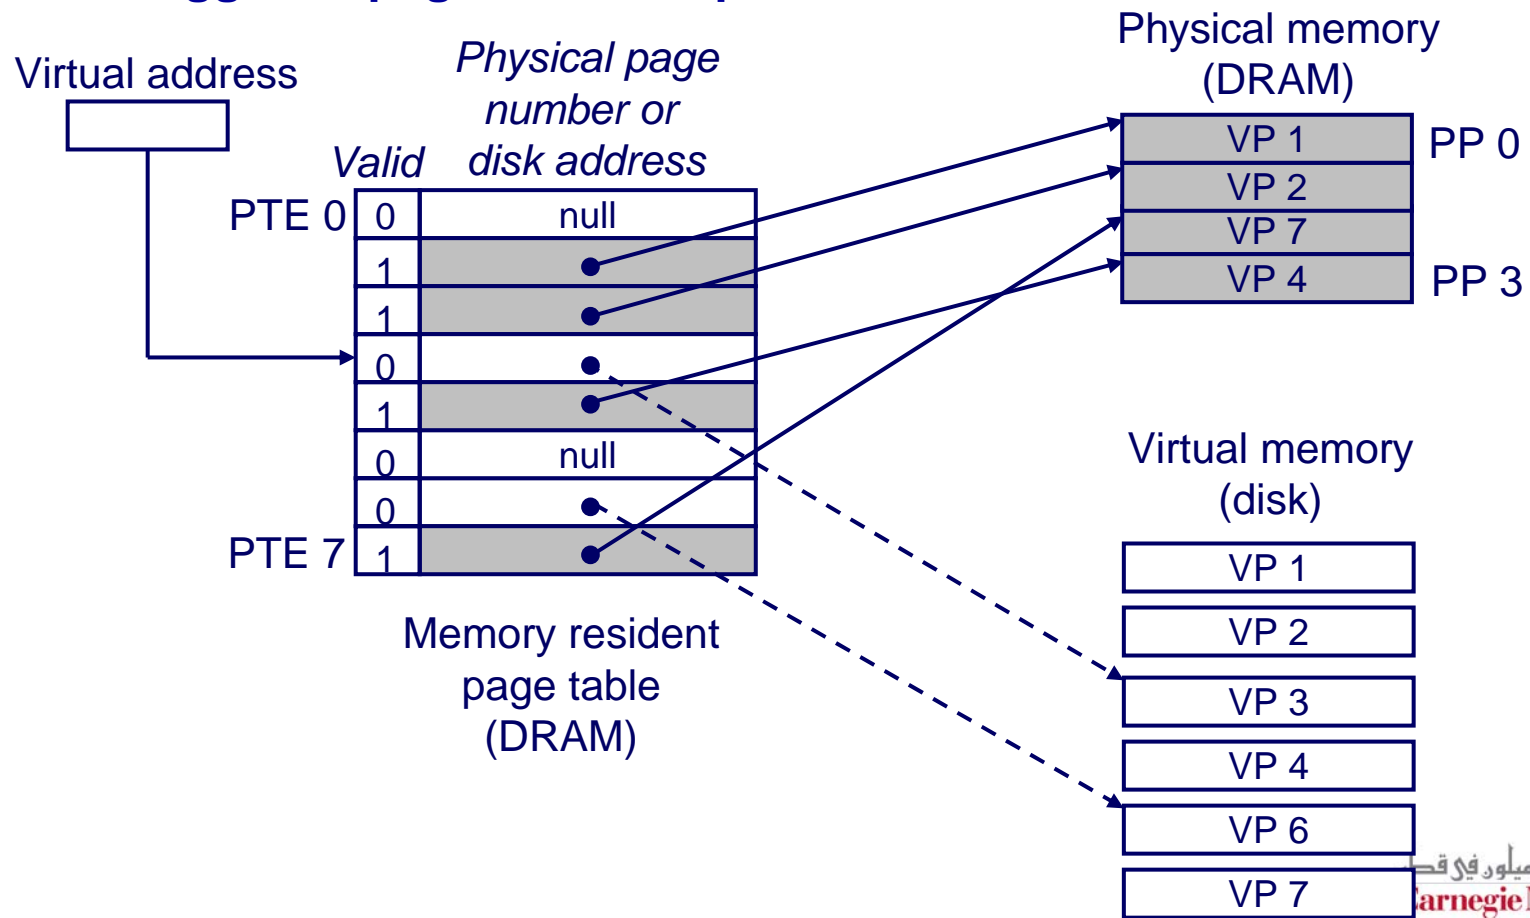 Virtual address
Physical page
number or
disk address
Valid
PTE 0
0
null
1
1
0
1
0
null
0
PTE 7
1
Memory resident
page table
(DRAM)
Physical memory
(DRAM)
VP 1
PP 0
VP 2
VP 7
VP 4
PP 3
Virtual memory
(disk)
VP 1
VP 2
VP 3
VP 4
VP 6
VP 7